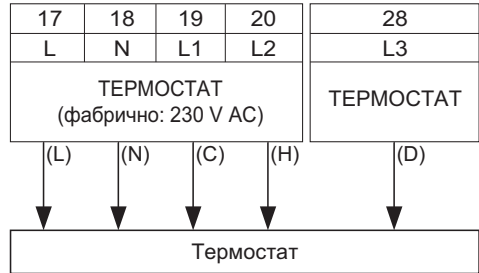 17 18 19 20 28
L N L1 L2 L3
ТЕРМОСТАТ
(фабрично: 230 V AC)
ТЕРМОСТАТ
(L) (N) (C) (H) (D)
Термостат